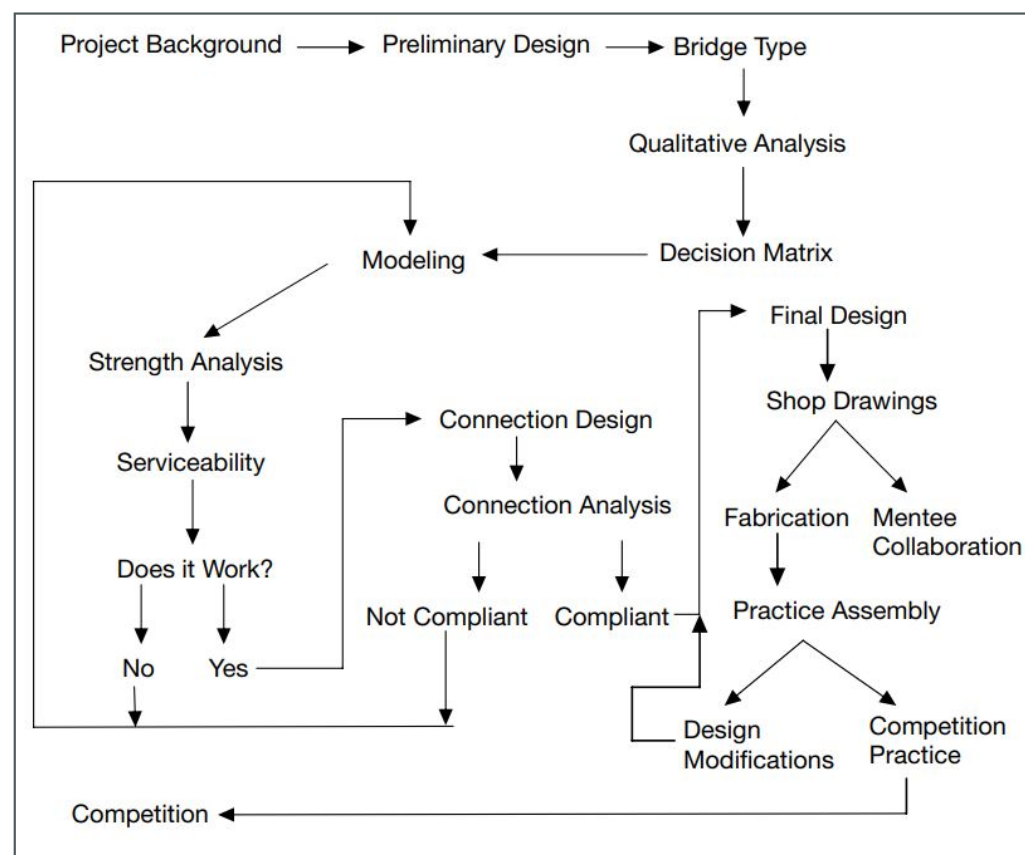 Project Background
Preliminary Design
Bridge Type
Qualitative Analysis
Decision Matrix
Modeling
Strength Analysis
Serviceability
Does it Work?
No
Yes
Connection Design
Connection Analysis
Not Compliant
Compliant
Final Design
Shop Drawings
Fabrication
Mentee
Collaboration
Practice Assembly
Design
Modifications
Competition
Practice
Competition